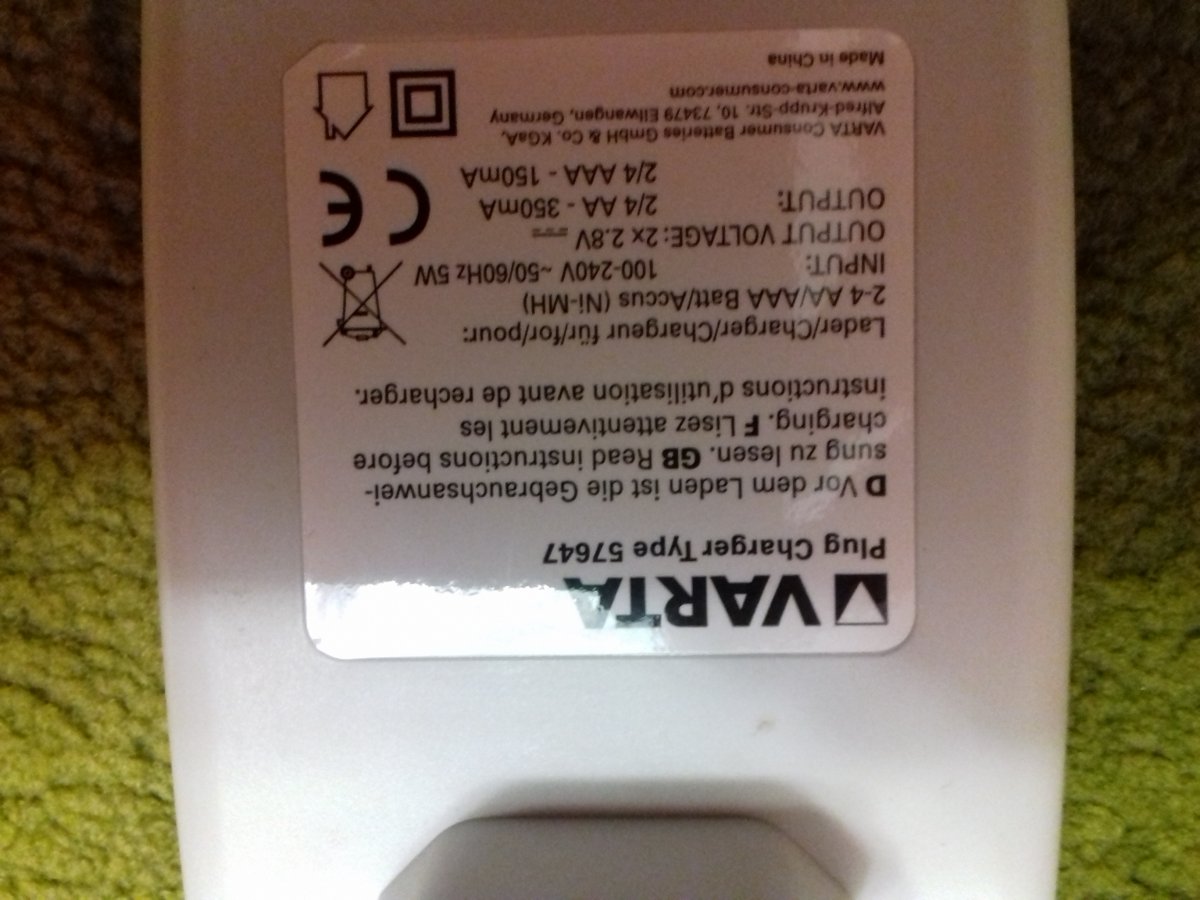 VARTA
Plug Charger Type 57647
D Vor dem Laden ist die Gebrauchsanwei-
sung zu lesen. GB Read instructions before
charging. F Lisez attentivement les
instructions d'utilisation avant de recharger.
Lader/Charger/Chargeur für/for/pour:
2-4 AA/AAA Batt/Accus (Ni-MH)
INPUT: 100-240V ~50/60Hz 5W
OUTPUT VOLTAGE: 2x 2.8V ⎓
OUTPUT: 2/4 AA - 350mA
2/4 AAA - 150mA
CE
VARTA Consumer Batteries GmbH & Co. KGaA,
Alfred-Krupp-Str. 10, 73479 Ellwangen, Germany
www.varta-consumer.com
Made in China